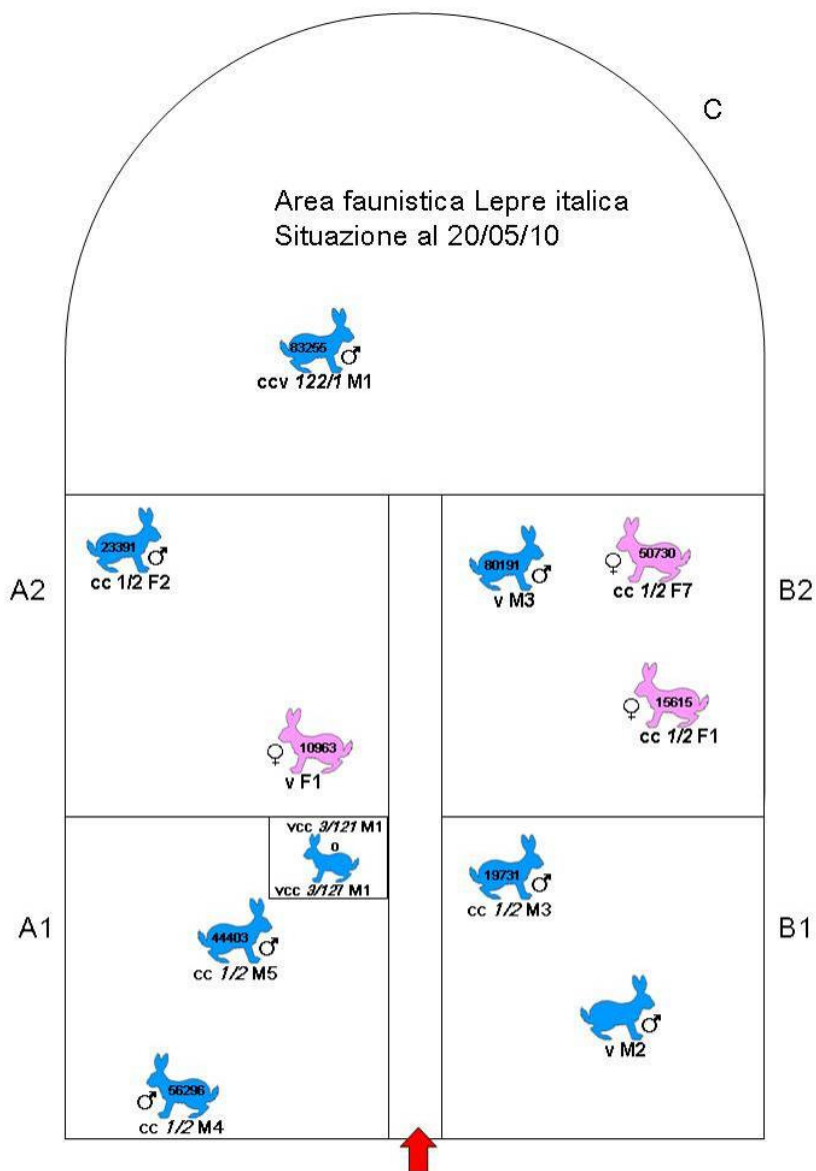 C
Area faunistica Lepre italica
Situazione al 20/05/10
83255
ccv 122/1 M1
A2
23391
cc 1/2 F2
10963
v F1
80191
v M3
50730
cc 1/2 F7
15615
cc 1/2 F1
B2
A1
vcc 3/121 M1
0
vcc 3/127 M1
44403
cc 1/2 M5
56296
cc 1/2 M4
19731
cc 1/2 M3
v M2
B1